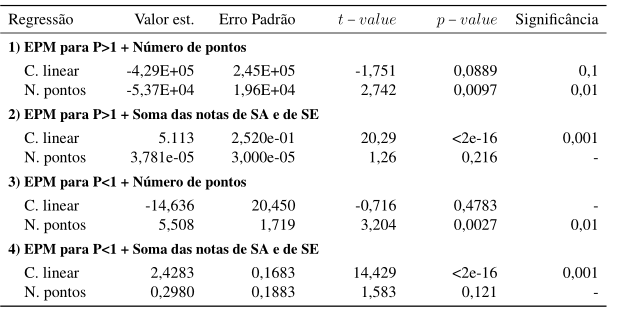 Regressão Valor est. Erro Padrão t – value p – value Significância
1) EPM para P>1 + Número de pontos
C. linear -4,29E+05 2,45E+05 -1,751 0,0889 0,1
N. pontos -5,37E+04 1,96E+04 2,742 0,0097 0,01
2) EPM para P>1 + Soma das notas de SA e de SE
C. linear 5.113 2,520e-01 20,29 <2e-16 0,001
N. pontos 3,781e-05 3,000e-05 1,26 0,216 -
3) EPM para P<1 + Número de pontos
C. linear -14,636 20,450 -0,716 0,4783 -
N. pontos 5,508 1,719 3,204 0,0027 0,01
4) EPM para P<1 + Soma das notas de SA e de SE
C. linear 2,4283 0,1683 14,429 <2e-16 0,001
N. pontos 0,2980 0,1883 1,583 0,121 -